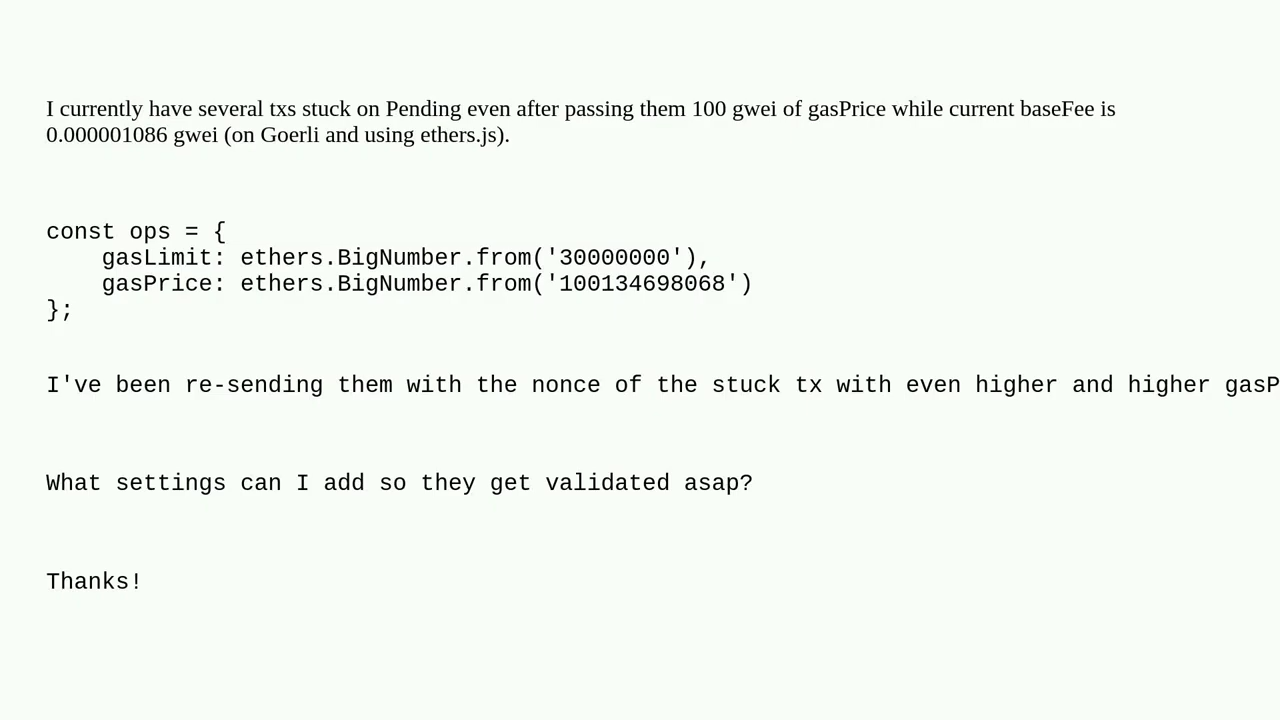 I currently have several txs stuck on Pending even after passing them 100 gwei of gasPrice while current baseFee is
0.000001086 gwei (on Goerli and using ethers.js).
const ops = {
    gasLimit: ethers.BigNumber.from('30000000'),
    gasPrice: ethers.BigNumber.from('100134698068')
};
I've been re-sending them with the nonce of the stuck tx with even higher and higher gasP
What settings can I add so they get validated asap?
Thanks!